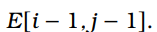 E[i − 1, j − 1].